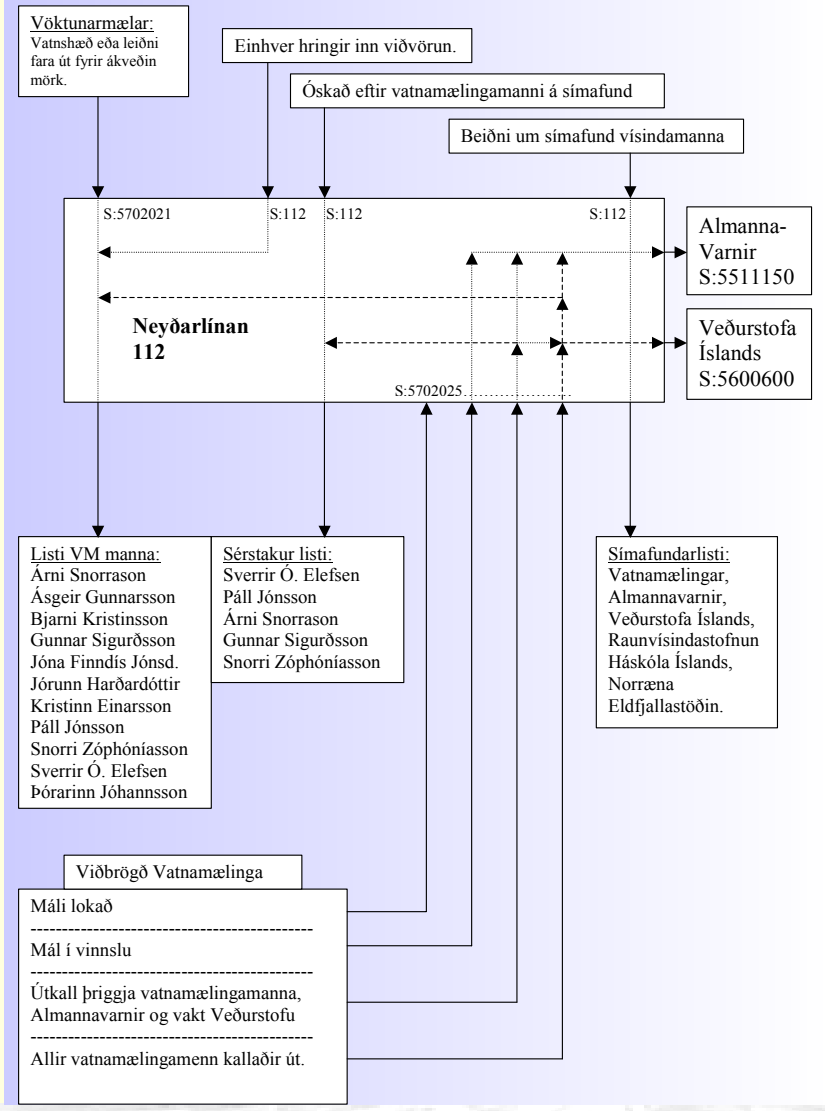 Vöktunarmælar:
Vatnshæð eða leiðni
fara út fyrir ákveðin
mörk.
Einhver hringir inn viðvörun.
Óskað eftir vatnamælingamanni á símafund
Beiðni um símafund vísindamanna
S:5702021
S:112
S:112
S:112
Neyðarlínan
112
S:5702025
Almanna-
Varnir
S:5511150
Veðurstofa
Íslands
S:5600600
Listi VM manna:
Árni Snorrason
Ásgeir Gunnarsson
Bjarni Kristinsson
Gunnar Sigurðsson
Jóna Finndís Jónsd.
Jórunn Harðardóttir
Kristinn Einarsson
Páll Jónsson
Snorri Zóphóníasson
Sverrir Ó. Elefsen
Þórarinn Jóhannsson
Sérstakur listi:
Sverrir Ó. Elefsen
Páll Jónsson
Árni Snorrason
Gunnar Sigurðsson
Snorri Zóphóníasson
Símafundarlisti:
Vatnamælingar,
Almannavarnir,
Veðurstofa Íslands,
Raunvísindastofnun
Háskóla Íslands,
Norræna
Eldfjallastöðin.
Viðbrögð Vatnamælinga
Máli lokað
Mál í vinnslu
Útkall þriggja vatnamælingamanna,
Almannavarnir og vakt Veðurstofu
Allir vatnamælingamenn kallaðir út.